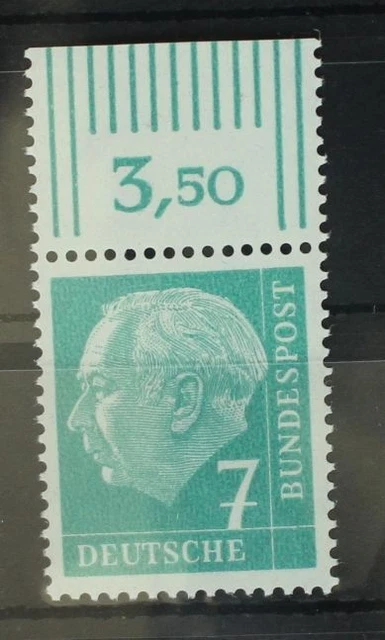 3,50
7
DEUTSCHE
BUNDESPOST